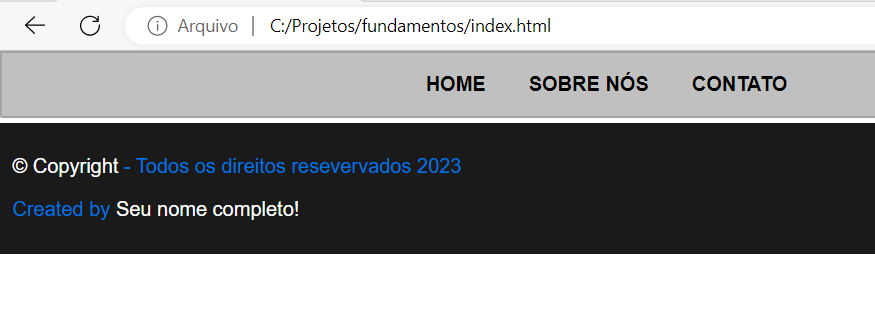 Arquivo | C:/Projetos/fundamentos/index.html
HOME SOBRE NÓS CONTATO
© Copyright - Todos os direitos resevervados 2023
Created by Seu nome completo!